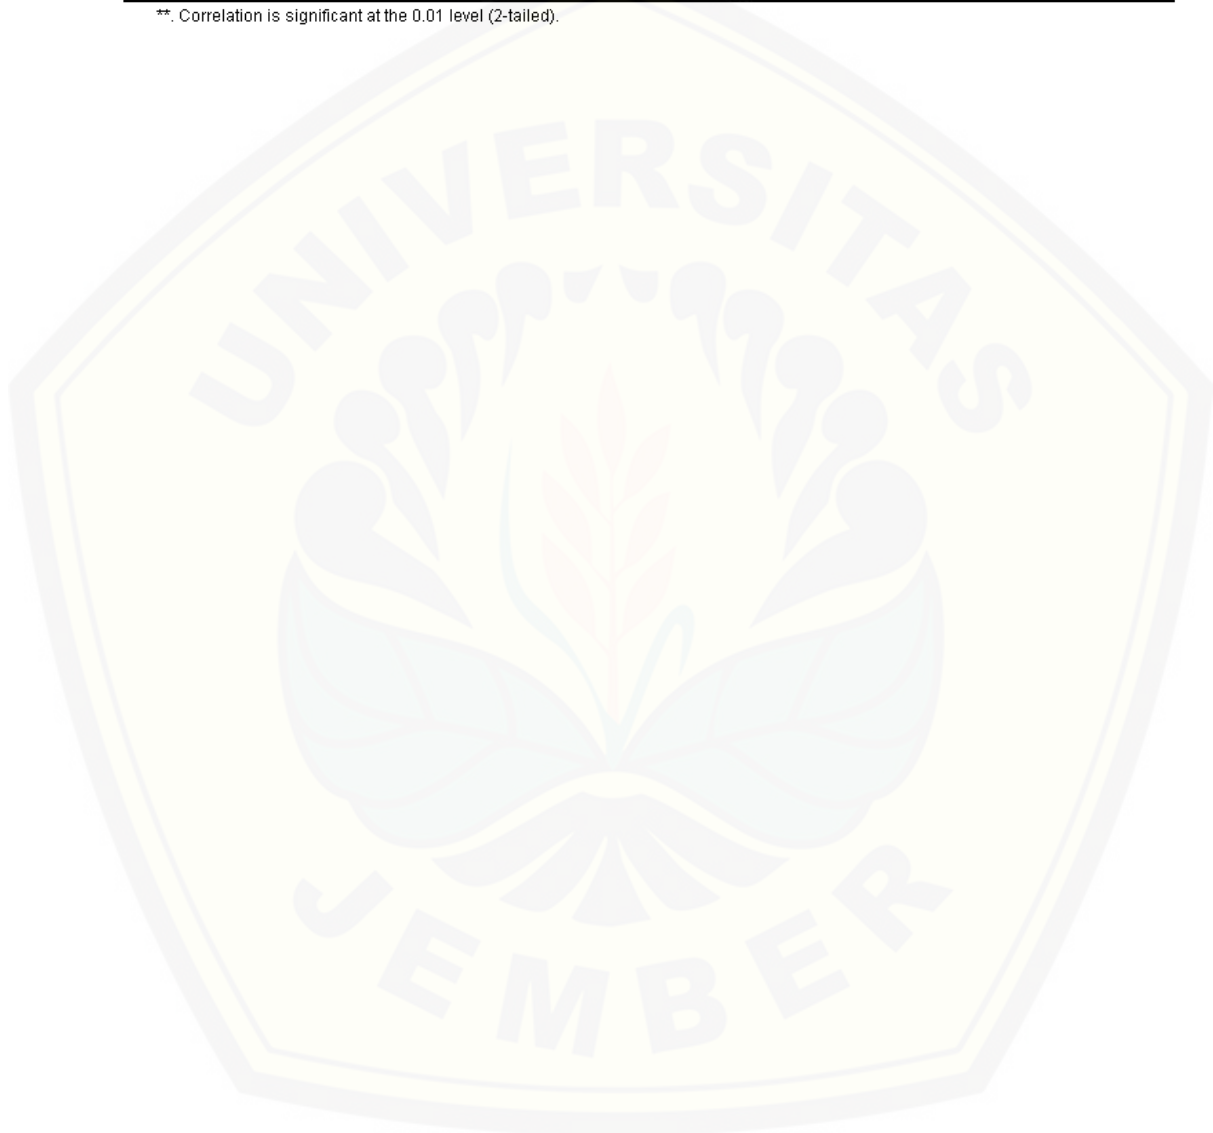 **. Correlation is significant at the 0.01 level (2-tailed).
UNIVERSITAS
JEMBER